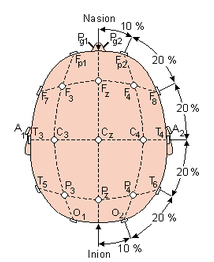 Nasion
10 %
Pg1 Pg2
20 %
Fp1 Fp2
F7 F3 Fz F4 F8
20 %
A1 T3 C3 Cz C4 T4 A2
20 %
T5 P3 Pz P4 T6
20 %
O1 O2
10 %
Inion